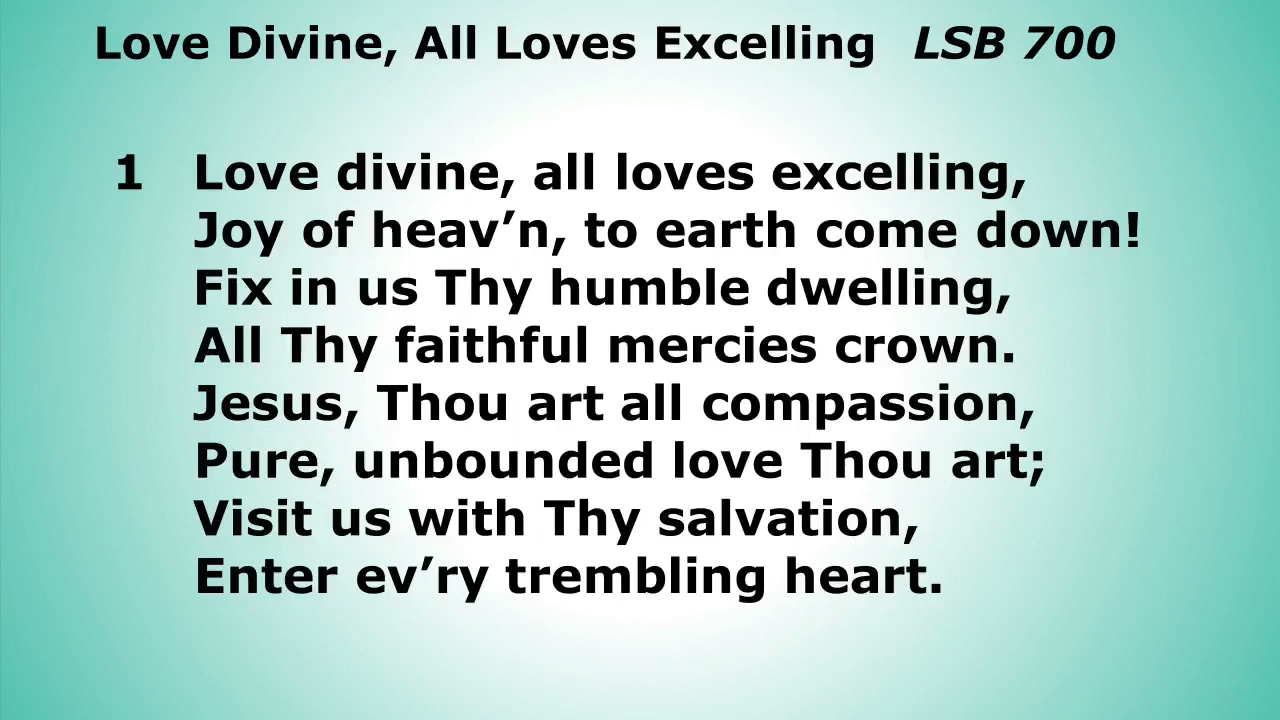 Love Divine, All Loves Excelling LSB 700
1 Love divine, all loves excelling,
Joy of heav’n, to earth come down!
Fix in us Thy humble dwelling,
All Thy faithful mercies crown.
Jesus, Thou art all compassion,
Pure, unbounded love Thou art;
Visit us with Thy salvation,
Enter ev’ry trembling heart.